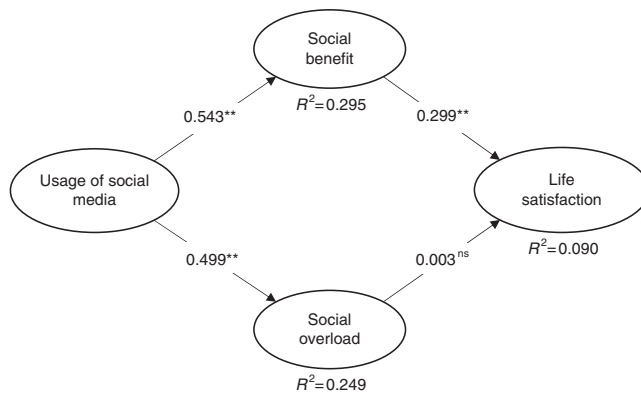 Social
benefit
R²=0.295
0.543**
0.299**
Usage of social
media
Life
satisfaction
R²=0.090
0.499**
0.003ns
Social
overload
R²=0.249